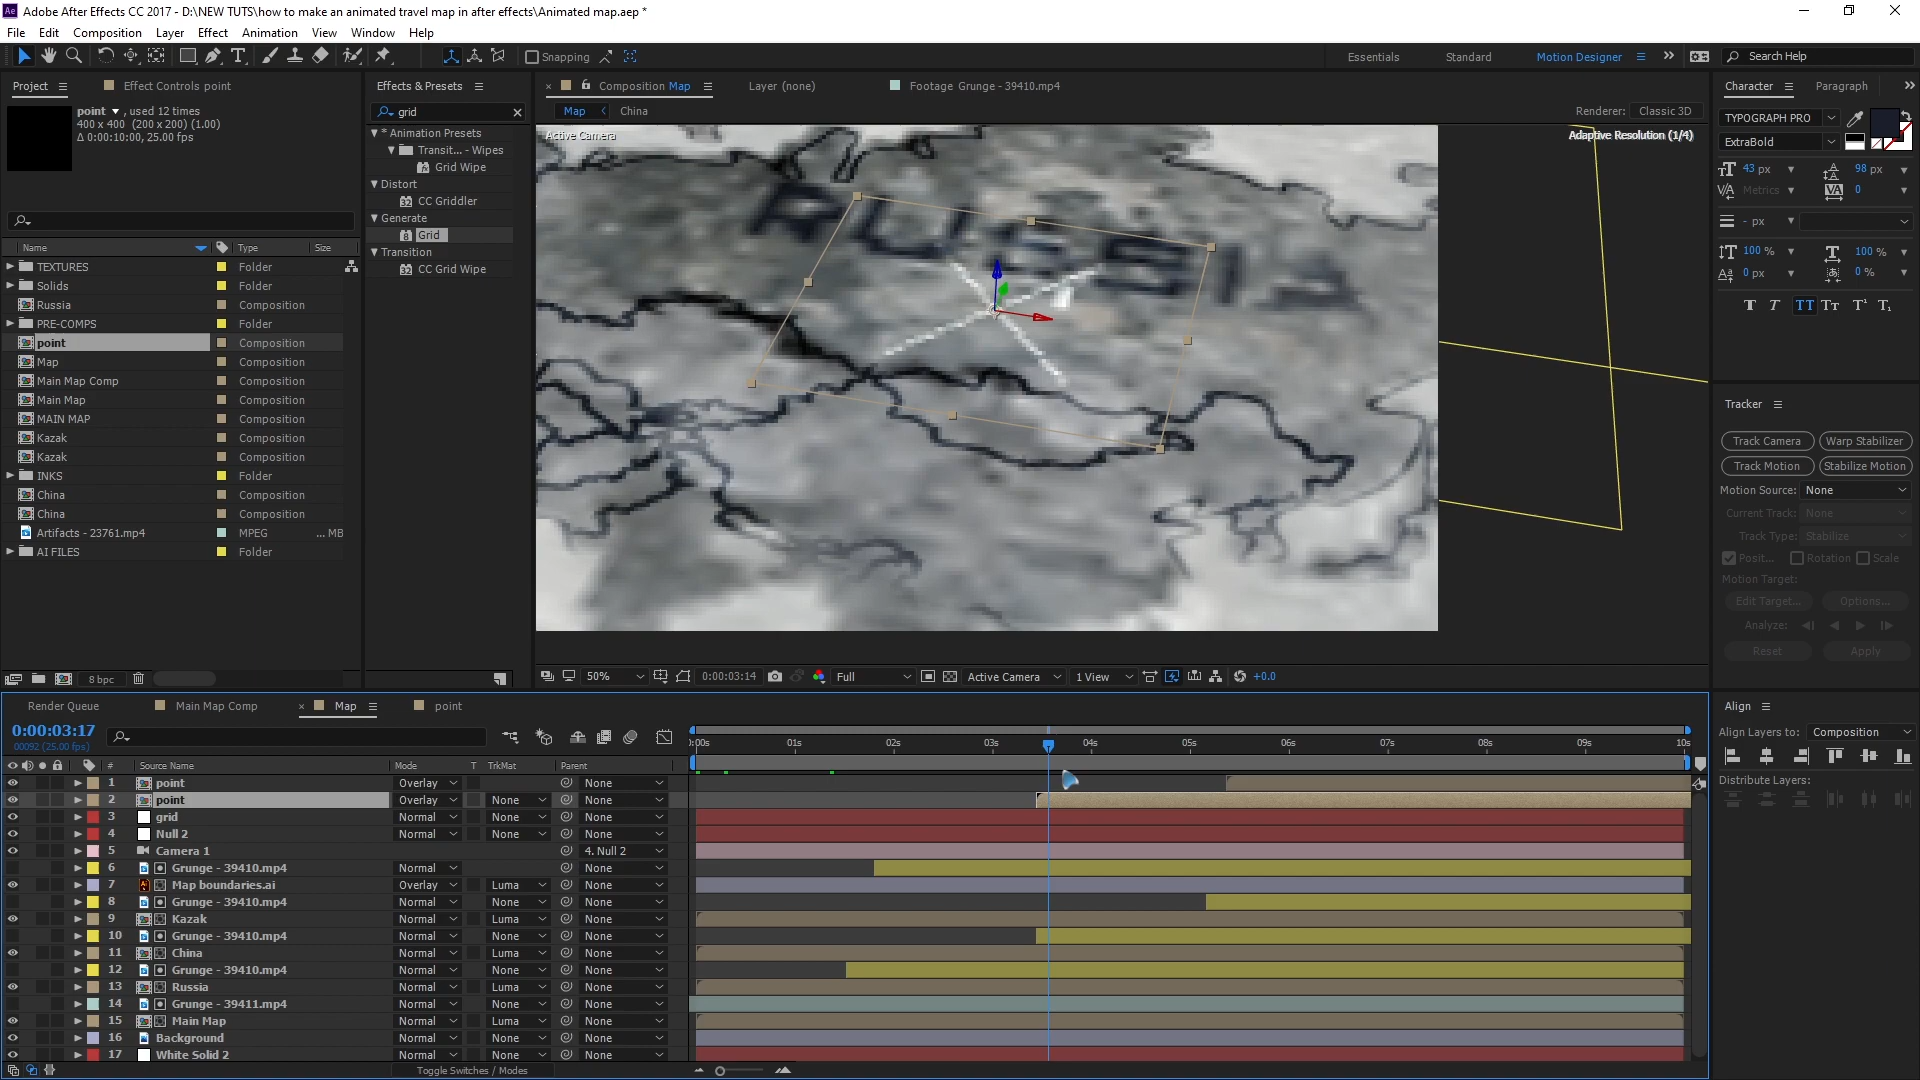 Adobe After Effects CC 2017 - D:\NEW TUTS\how to make an animated travel map in after effects\Animated map.aep *
File Edit Composition Layer Effect Animation View Window Help
Snapping
Essentials Standard Motion Designer Search Help
Project Effect Controls point
point , used 12 times
400 x 400 (200 x 200) (1.00)
Δ 0:00:10:00, 25.00 fps
Name Type Size
TEXTURES Folder
Solids Folder
Russia Composition
PRE-COMPS Folder
point Composition
Map Composition
Main Map Comp Composition
Main Map Composition
MAIN MAP Composition
Kazak Composition
Kazak Composition
INKS Folder
China Composition
China Composition
Artifacts - 23761.mp4 MPEG ... MB
AI FILES Folder
8 bpc
Effects & Presets
grid
* Animation Presets
Transit... - Wipes
Grid Wipe
Distort
CC Griddler
Generate
Grid
Transition
CC Grid Wipe
Composition Map Layer (none) Footage Grunge - 39410.mp4
Map China
Renderer: Classic 3D
Active Camera Adaptive Resolution (1/4)
RUSSIA
50% 0:00:03:14 Full Active Camera 1 View +0.0
Character Paragraph
TYPOGRAPH PRO
ExtraBold
43 px 98 px
Metrics 0
- px
100 % 100 %
0 px 0 %
Tracker
Track Camera Warp Stabilizer
Track Motion Stabilize Motion
Motion Source: None
Current Track: None
Track Type: Stabilize
Posit... Rotation Scale
Motion Target:
Edit Target... Options...
Analyze:
Reset Apply
Align
Align Layers to: Composition
Distribute Layers:
Render Queue Main Map Comp Map point
0:00:03:17
00092 (25.00 fps)
:00s 01s 02s 03s 04s 05s 06s 07s 08s 09s 10s
# Source Name Mode T TrkMat Parent
1 point Overlay None
2 point Overlay None None
3 grid Normal None None
4 Null 2 Normal None None
5 Camera 1 4. Null 2
6 Grunge - 39410.mp4 Normal None
7 Map boundaries.ai Overlay Luma None
8 Grunge - 39410.mp4 Normal None None
9 Kazak Normal Luma None
10 Grunge - 39410.mp4 Normal None None
11 China Normal Luma None
12 Grunge - 39410.mp4 Normal None None
13 Russia Normal Luma None
14 Grunge - 39411.mp4 Normal None None
15 Main Map Normal Luma None
16 Background Normal None None
17 White Solid 2 Normal None None
Toggle Switches / Modes